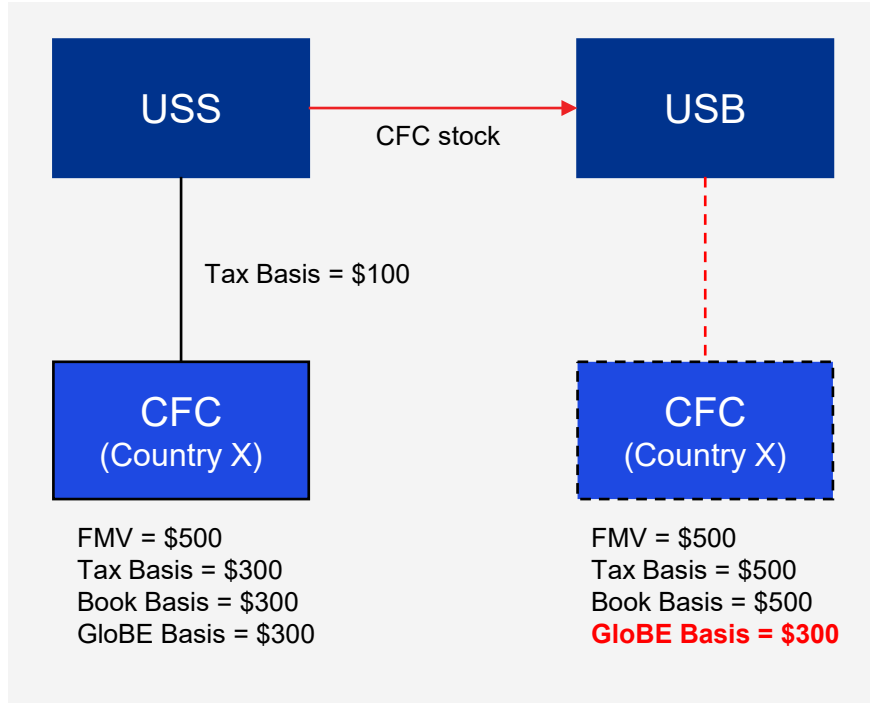 USS
USB
CFC stock
Tax Basis = $100
CFC
(Country X)
CFC
(Country X)
FMV = $500
Tax Basis = $300
Book Basis = $300
GloBE Basis = $300
FMV = $500
Tax Basis = $500
Book Basis = $500
GloBE Basis = $300